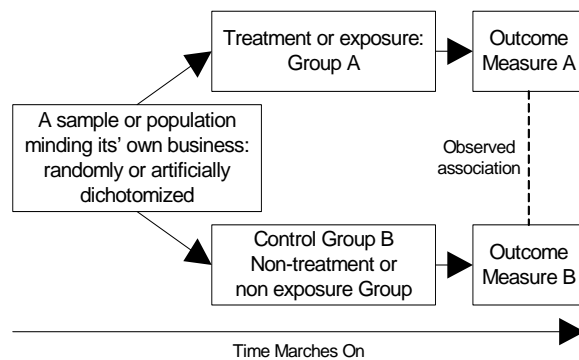 Treatment or exposure:
Group A
Outcome
Measure A
A sample or population
minding its' own business:
randomly or artificially
dichotomized
Observed
association
Control Group B
Non-treatment or
non exposure Group
Outcome
Measure B
Time Marches On